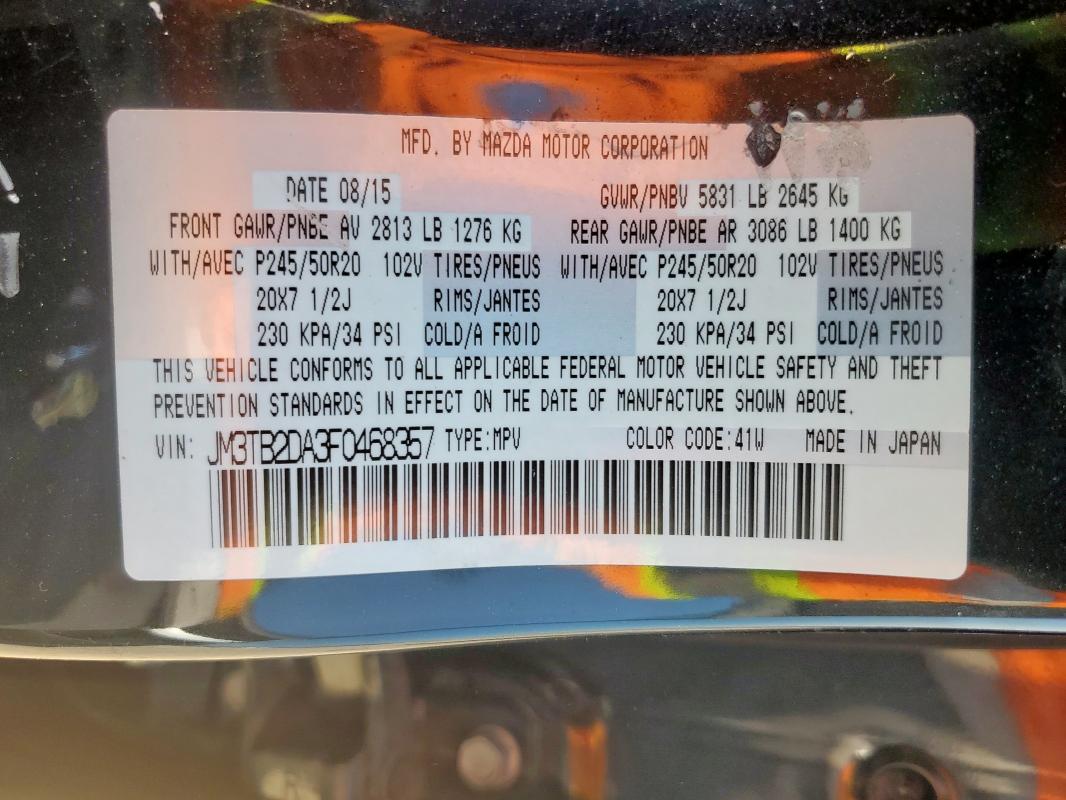 MFD. BY MAZDA MOTOR CORPORATION
DATE 08/15 GVWR/PNBV 5831 LB 2645 KG
FRONT GAWR/PNBE AV 2813 LB 1276 KG REAR GAWR/PNBE AR 3086 LB 1400 KG
WITH/AVEC P245/50R20 102V TIRES/PNEUS WITH/AVEC P245/50R20 102V TIRES/PNEUS
20X7 1/2J RIMS/JANTES 20X7 1/2J RIMS/JANTES
230 KPA/34 PSI COLD/A FROID 230 KPA/34 PSI COLD/A FROID
THIS VEHICLE CONFORMS TO ALL APPLICABLE FEDERAL MOTOR VEHICLE SAFETY AND THEFT
PREVENTION STANDARDS IN EFFECT ON THE DATE OF MANUFACTURE SHOWN ABOVE.
VIN: JM3TB2DA3F0468357 TYPE:MPV COLOR CODE:41W MADE IN JAPAN